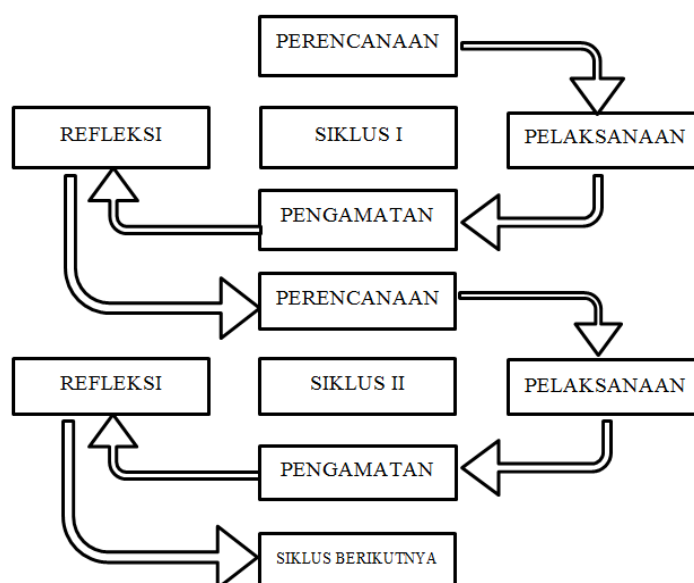 PERENCANAAN
REFLEKSI
SIKLUS I
PELAKSANAAN
PENGAMATAN
PERENCANAAN
REFLEKSI
SIKLUS II
PELAKSANAAN
PENGAMATAN
SIKLUS BERIKUTNYA